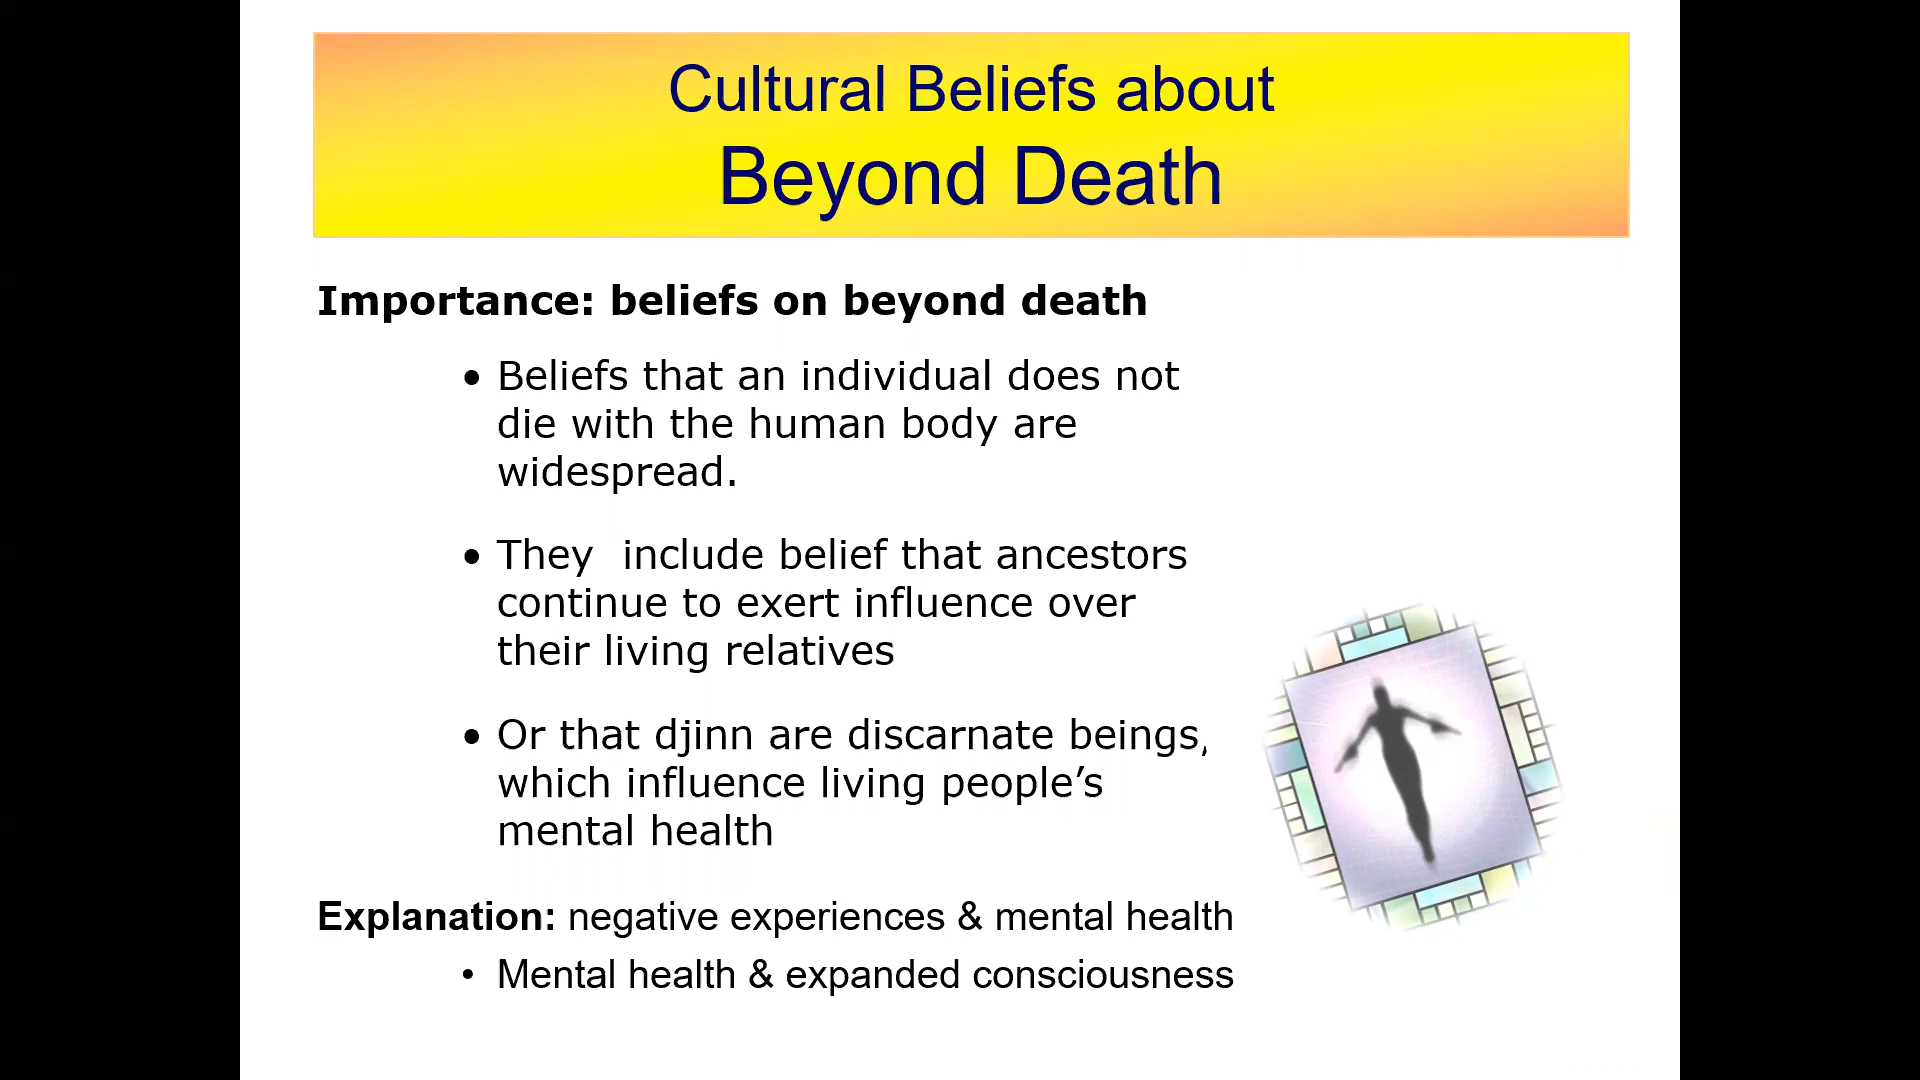 Cultural Beliefs about
Beyond Death
Importance: beliefs on beyond death
• Beliefs that an individual does not
die with the human body are
widespread.
• They  include belief that ancestors
continue to exert influence over
their living relatives
• Or that djinn are discarnate beings,
which influence living people’s
mental health
Explanation: negative experiences & mental health
• Mental health & expanded consciousness